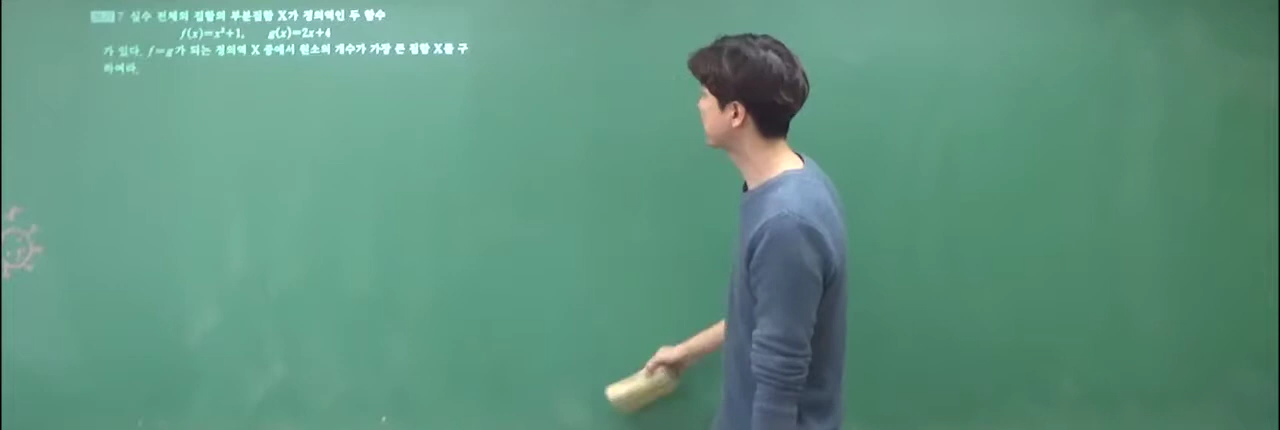 7 실수 전체의 집합의 부분집합 X가 정의역인 두 함수
f(x)=x²+1, g(x)=2x+4
가 있다. f=g가 되는 정의역 X 중에서 원소의 개수가 가장 큰 집합 X를 구
하여라.